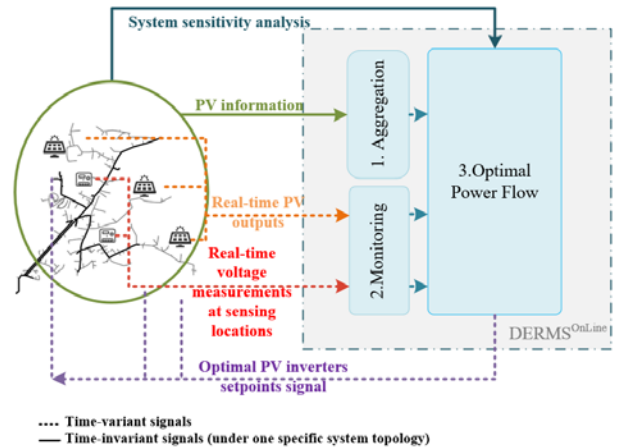 System sensitivity analysis
PV information
1. Aggregation
3.Optimal
Power Flow
Real-time PV
outputs
2.Monitoring
Real-time
voltage
measurements
at sensing
locations
DERMS^OnLine
Optimal PV inverters
setpoints signal
Time-variant signals
Time-invariant signals (under one specific system topology)